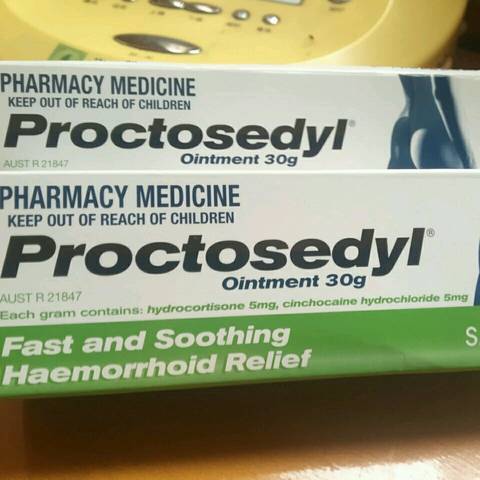 PHARMACY MEDICINE
KEEP OUT OF REACH OF CHILDREN
Proctosedyl®
Ointment 30g
AUST R 21847
PHARMACY MEDICINE
KEEP OUT OF REACH OF CHILDREN
Proctosedyl®
Ointment 30g
AUST R 21847
Each gram contains: hydrocortisone 5mg, cinchocaine hydrochloride 5mg
Fast and Soothing
Haemorrhoid Relief